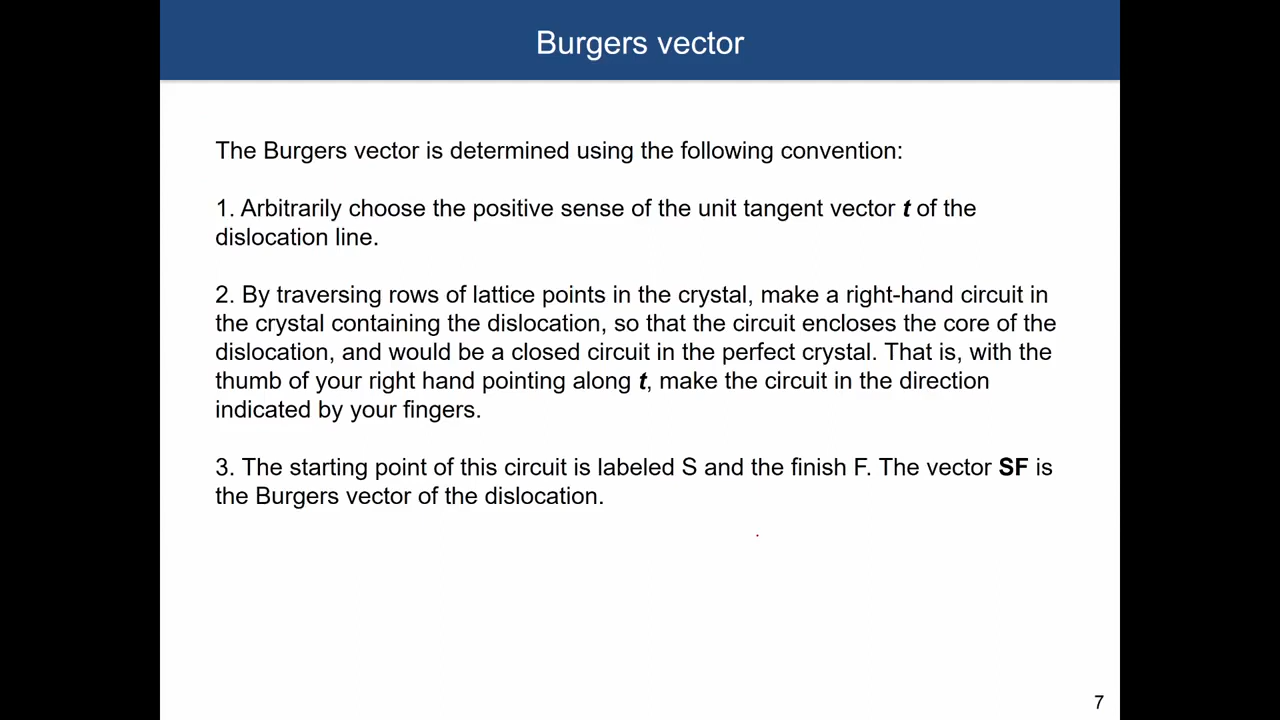 Burgers vector
The Burgers vector is determined using the following convention:
1. Arbitrarily choose the positive sense of the unit tangent vector t of the
dislocation line.
2. By traversing rows of lattice points in the crystal, make a right-hand circuit in
the crystal containing the dislocation, so that the circuit encloses the core of the
dislocation, and would be a closed circuit in the perfect crystal. That is, with the
thumb of your right hand pointing along t, make the circuit in the direction
indicated by your fingers.
3. The starting point of this circuit is labeled S and the finish F. The vector SF is
the Burgers vector of the dislocation.
7